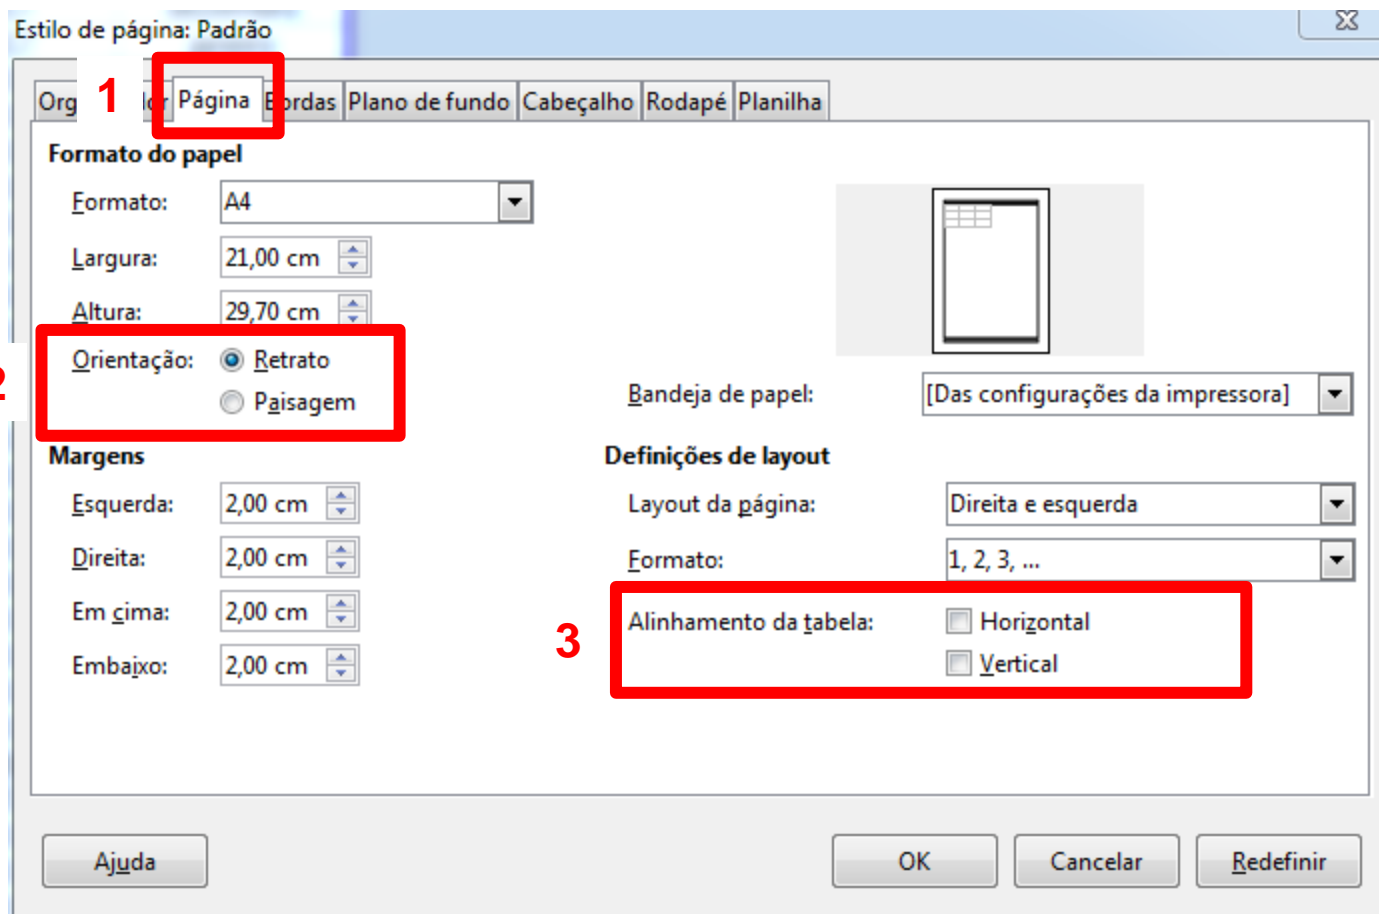 Estilo de página: Padrão
1
Página Bordas Plano de fundo Cabeçalho Rodapé Planilha
Formato do papel
Formato: A4
Largura: 21,00 cm
Altura: 29,70 cm
2
Orientação: Retrato
Paisagem
Bandeja de papel: [Das configurações da impressora]
Margens
Esquerda: 2,00 cm
Direita: 2,00 cm
Em cima: 2,00 cm
Embaixo: 2,00 cm
Definições de layout
Layout da página: Direita e esquerda
Formato: 1, 2, 3, ...
3
Alinhamento da tabela: Horizontal
Vertical
Ajuda OK Cancelar Redefinir